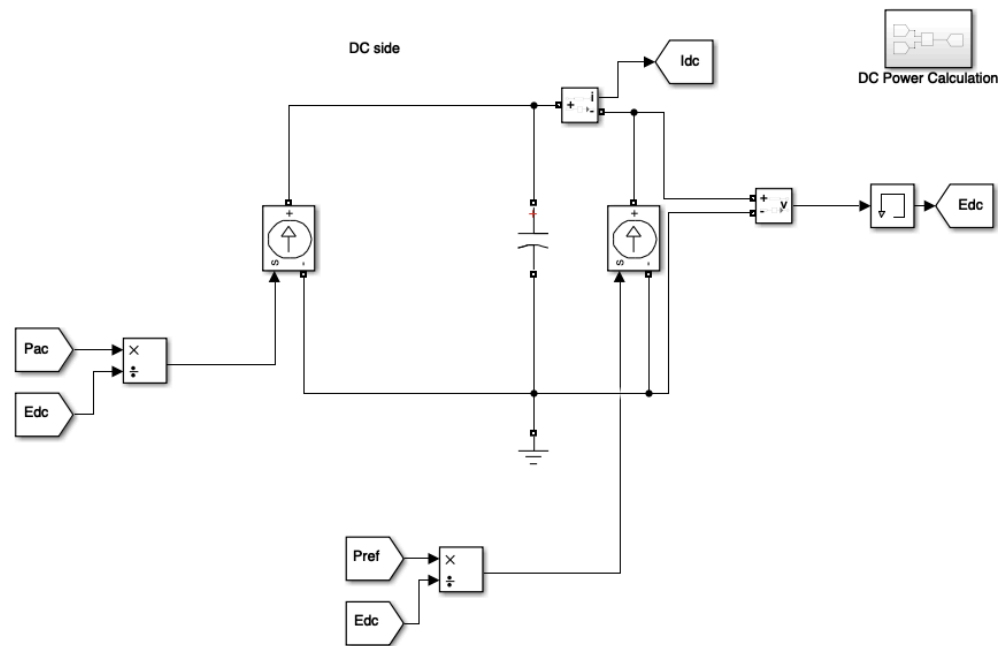 DC side
Idc
DC Power Calculation
+
i
+
-
+
s
-
+
+
s
-
+
-
v
Edc
Pac
×
÷
Edc
Pref
×
÷
Edc